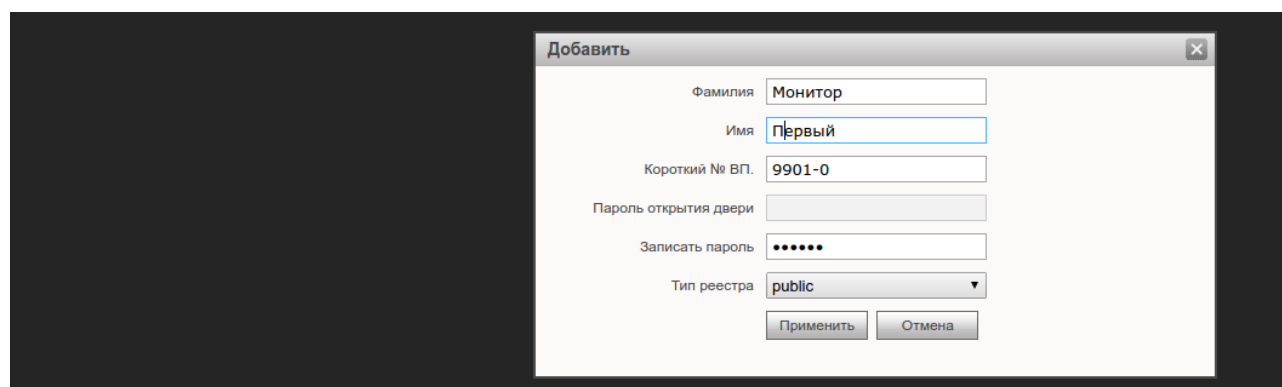 Добавить
Фамилия Монитор
Имя Первый
Короткий № ВП. 9901-0
Пароль открытия двери
Записать пароль ••••••
Тип реестра public
Применить Отмена